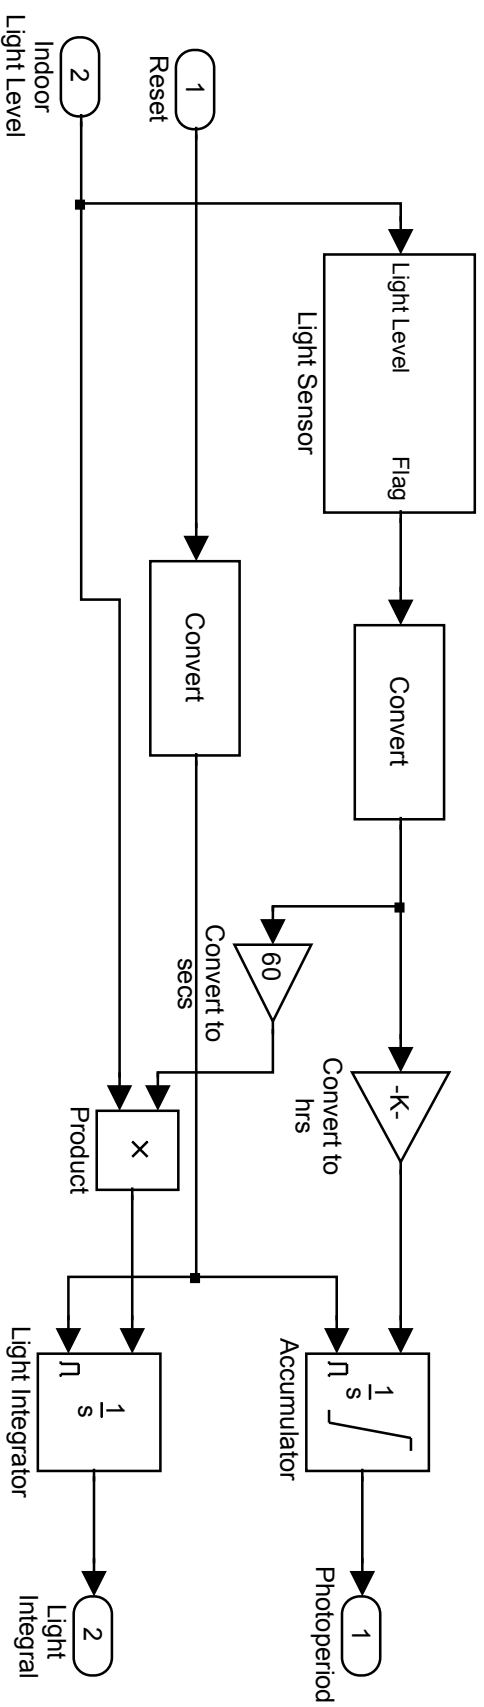 Light Level
Flag
Light Sensor
Convert
-K-
Convert to
hrs
1
s
Accumulator
1
Photoperiod
1
Reset
Convert
60
Convert to
secs
2
Indoor
Light Level
×
Product
1
s
Light Integrator
2
Light
Integral